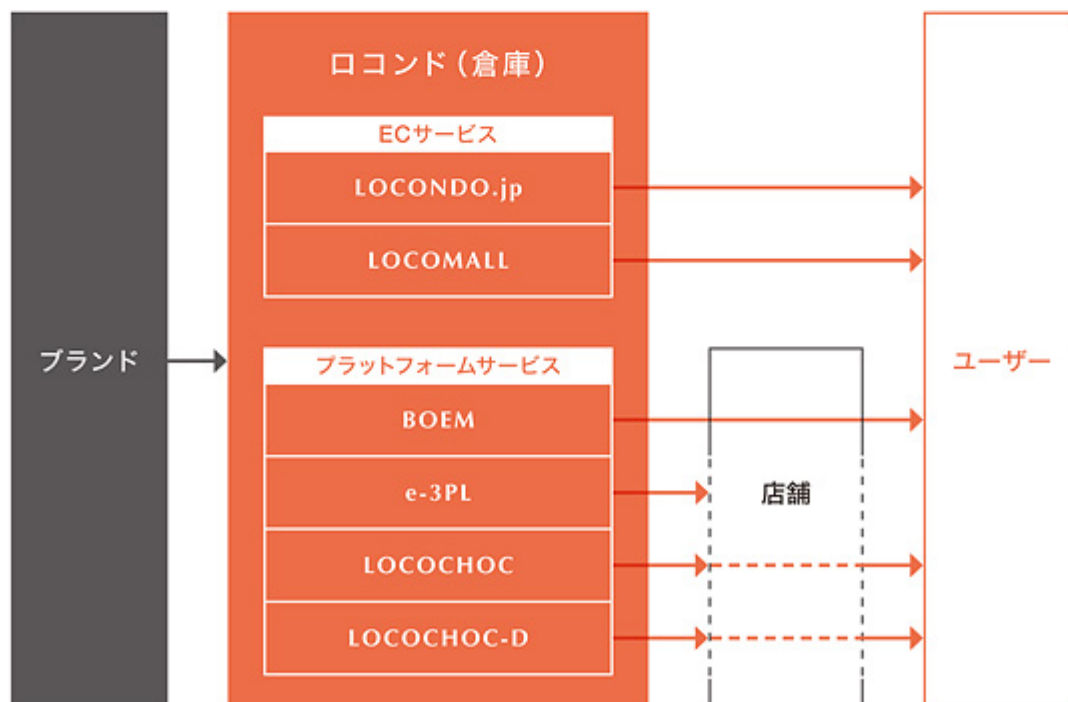 ロコンド（倉庫）
ECサービス
LOCONDO.jp
LOCOMALL
ブランド
プラットフォームサービス
BOEM
e-3PL
LOCOCHOC
LOCOCHOC-D
店舗
ユーザー